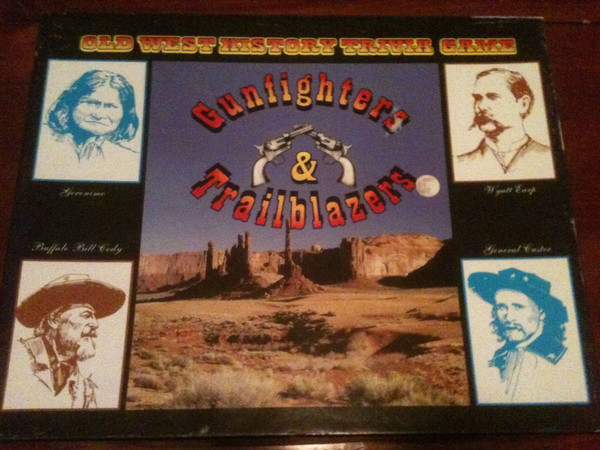 OLD WEST HISTORY TRIVIA GAME
Gunfighters
&
Trailblazers
Geronimo
Wyatt Earp
Buffalo Bill Cody
General Custer